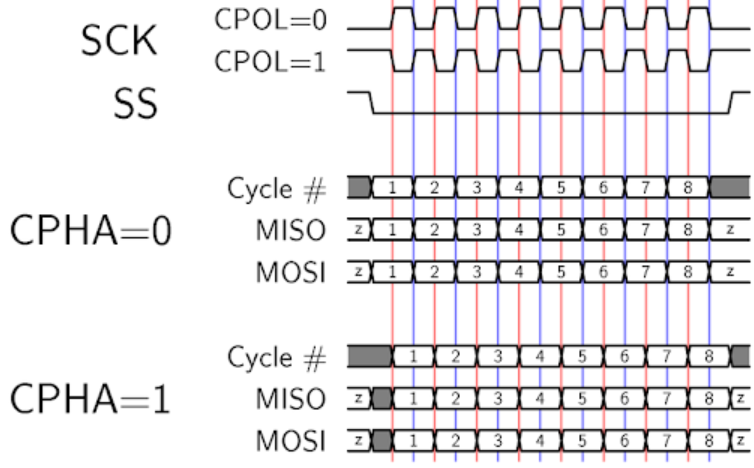 SCK CPOL=0
CPOL=1
SS
Cycle # 1 2 3 4 5 6 7 8
CPHA=0 MISO z 1 2 3 4 5 6 7 8 z
MOSI z 1 2 3 4 5 6 7 8 z
Cycle # 1 2 3 4 5 6 7 8
CPHA=1 MISO z 1 2 3 4 5 6 7 8 z
MOSI z 1 2 3 4 5 6 7 8 z